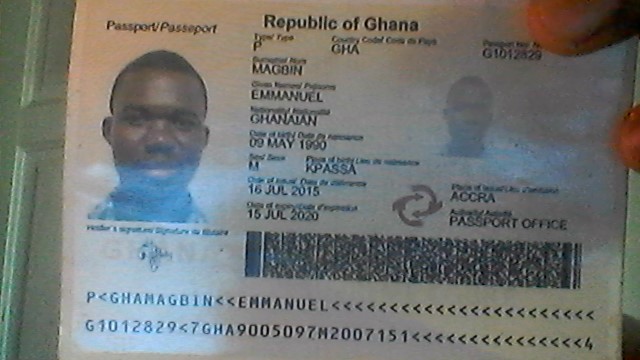 Republic of Ghana
Passport/Passeport
Type/ Type
Country Code/ Code du Pays
P
GHA
G1012829
Surname/ Nom
MAGBIN
Given Names/ Prénoms
EMMANUEL
Nationality/ Nationalité
GHANAIAN
Date of birth/ Date de naissance
09 MAY 1990
Sex/ Sexe
Place of birth/ Lieu de naissance
M
KPASSA
Date of issue/ Date de délivrance
16 JUL 2015
Place of issue/ Lieu d'émission
ACCRA
Date of expiry/ Date d'expiration
15 JUL 2020
Authority/ Autorité
PASSPORT OFFICE
Holder's signature/ Signature du titulaire
P<GHAMAGBIN<<EMMANUEL<<<<<<<<<<<<<<<<<<<<<<<
G1012829<7GHA9005097M2007151<<<<<<<<<<<<<<<4